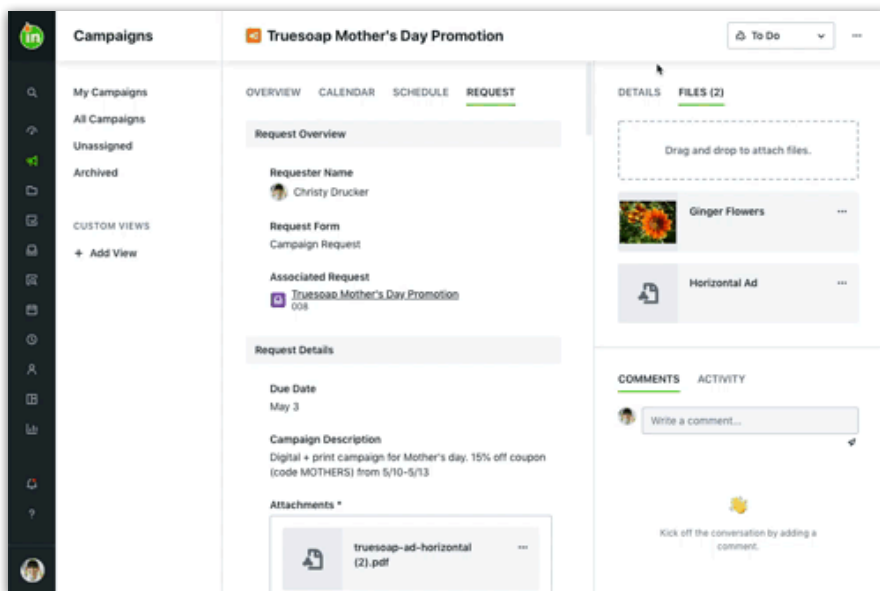 in
Campaigns
Truesoap Mother's Day Promotion
To Do
My Campaigns
All Campaigns
Unassigned
Archived
CUSTOM VIEWS
+ Add View
OVERVIEW CALENDAR SCHEDULE REQUEST
Request Overview
Requester Name
Christy Drucker
Request Form
Campaign Request
Associated Request
Truesoap Mother's Day Promotion
008
Request Details
Due Date
May 3
Campaign Description
Digital + print campaign for Mother's day. 15% off coupon
(code MOTHERS) from 5/10-5/13
Attachments *
truesoap-ad-horizontal
(2).pdf
DETAILS FILES (2)
Drag and drop to attach files.
Ginger Flowers
Horizontal Ad
COMMENTS ACTIVITY
Write a comment...
Kick off the conversation by adding a
comment.